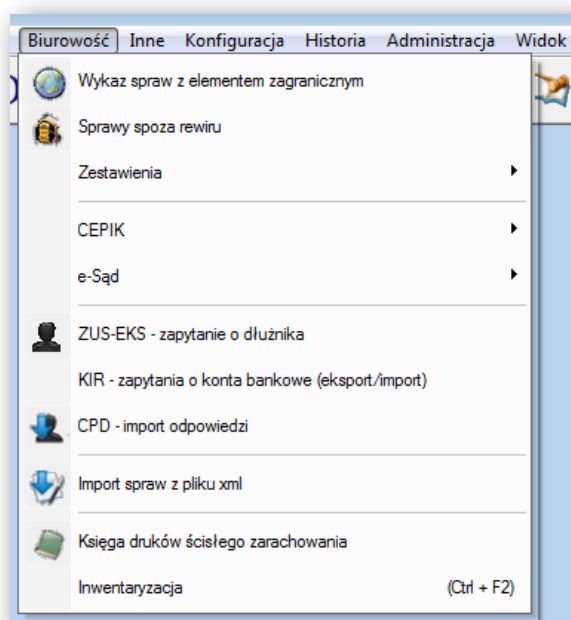 Biurowość Inne Konfiguracja Historia Administracja Widok
Wykaz spraw z elementem zagranicznym
Sprawy spoza rewiru
Zestawienia
CEPIK
e-Sąd
ZUS-EKS - zapytanie o dłużnika
KIR - zapytania o konta bankowe (eksport/import)
CPD - import odpowiedzi
Import spraw z pliku xml
Księga druków ścisłego zarachowania
Inwentaryzacja (Ctrl + F2)